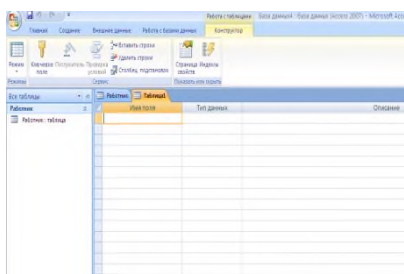 Работа с таблицами База данных4 : база данных (Access 2007) - Microsoft Acc
Главная Создание Внешние данные Работа с базами данных Конструктор
Режим Ключевое поле Построитель Проверка условий Вставить строки Удалить строки Столбец подстановок Страница свойств Индексы
Режимы Сервис Показать или скрыть
Все таблицы Работник Таблица1
Работник Имя поля Тип данных Описание
Работник : таблица